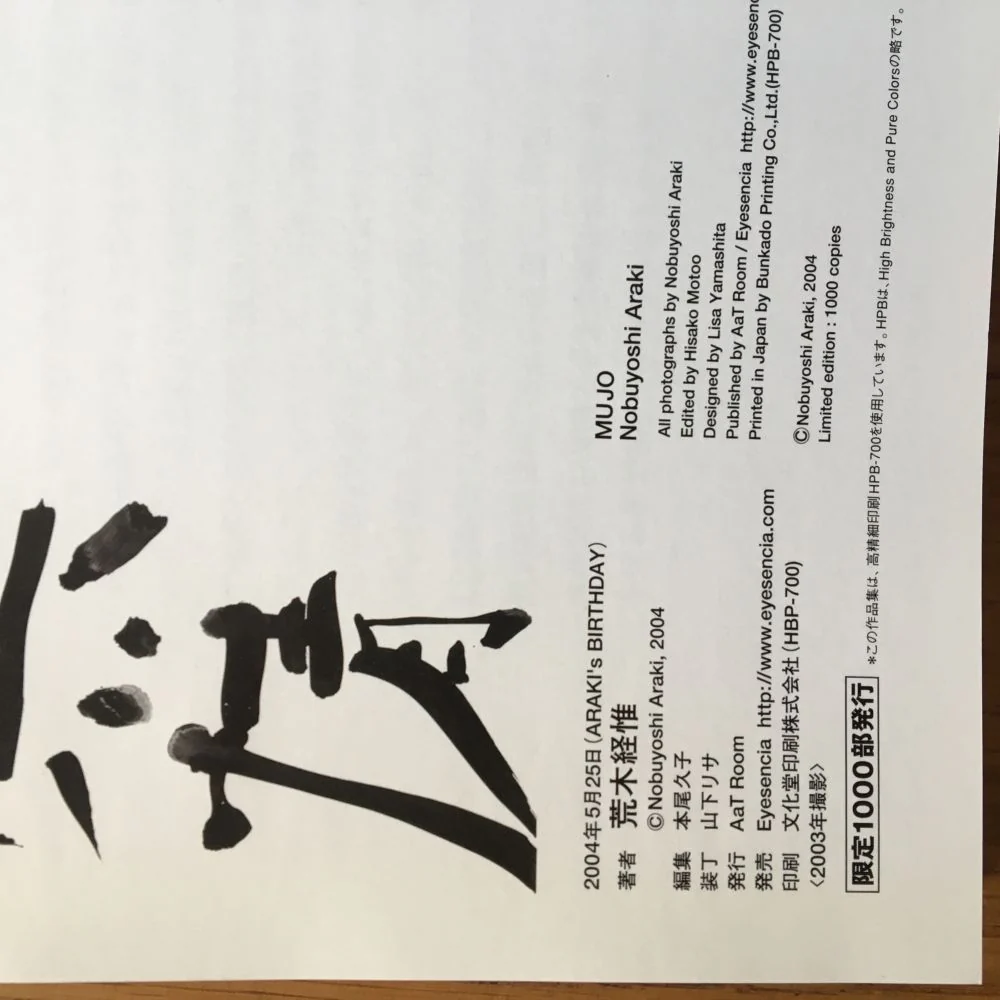 2004年5月25日（ARAKI's BIRTHDAY）
著者　荒木経惟
©Nobuyoshi Araki, 2004
編集　本尾久子
装丁　山下リサ
発行　AaT Room
発売　Eyesencia http://www.eyesencia.com
印刷　文化堂印刷株式会社（HBP-700）
〈2003年撮影〉
限定1000部発行
MUJO
Nobuyoshi Araki
All photographs by Nobuyoshi Araki
Edited by Hisako Motoo
Designed by Lisa Yamashita
Published by AaT Room / Eyesencia http://www.eyesenc
Printed in Japan by Bunkado Printing Co.,Ltd.(HPB-700)
©Nobuyoshi Araki, 2004
Limited edition : 1000 copies
*この作品集は、高精細印刷HPB-700を使用しています。HPBは、High Brightness and Pure Colorsの略です。